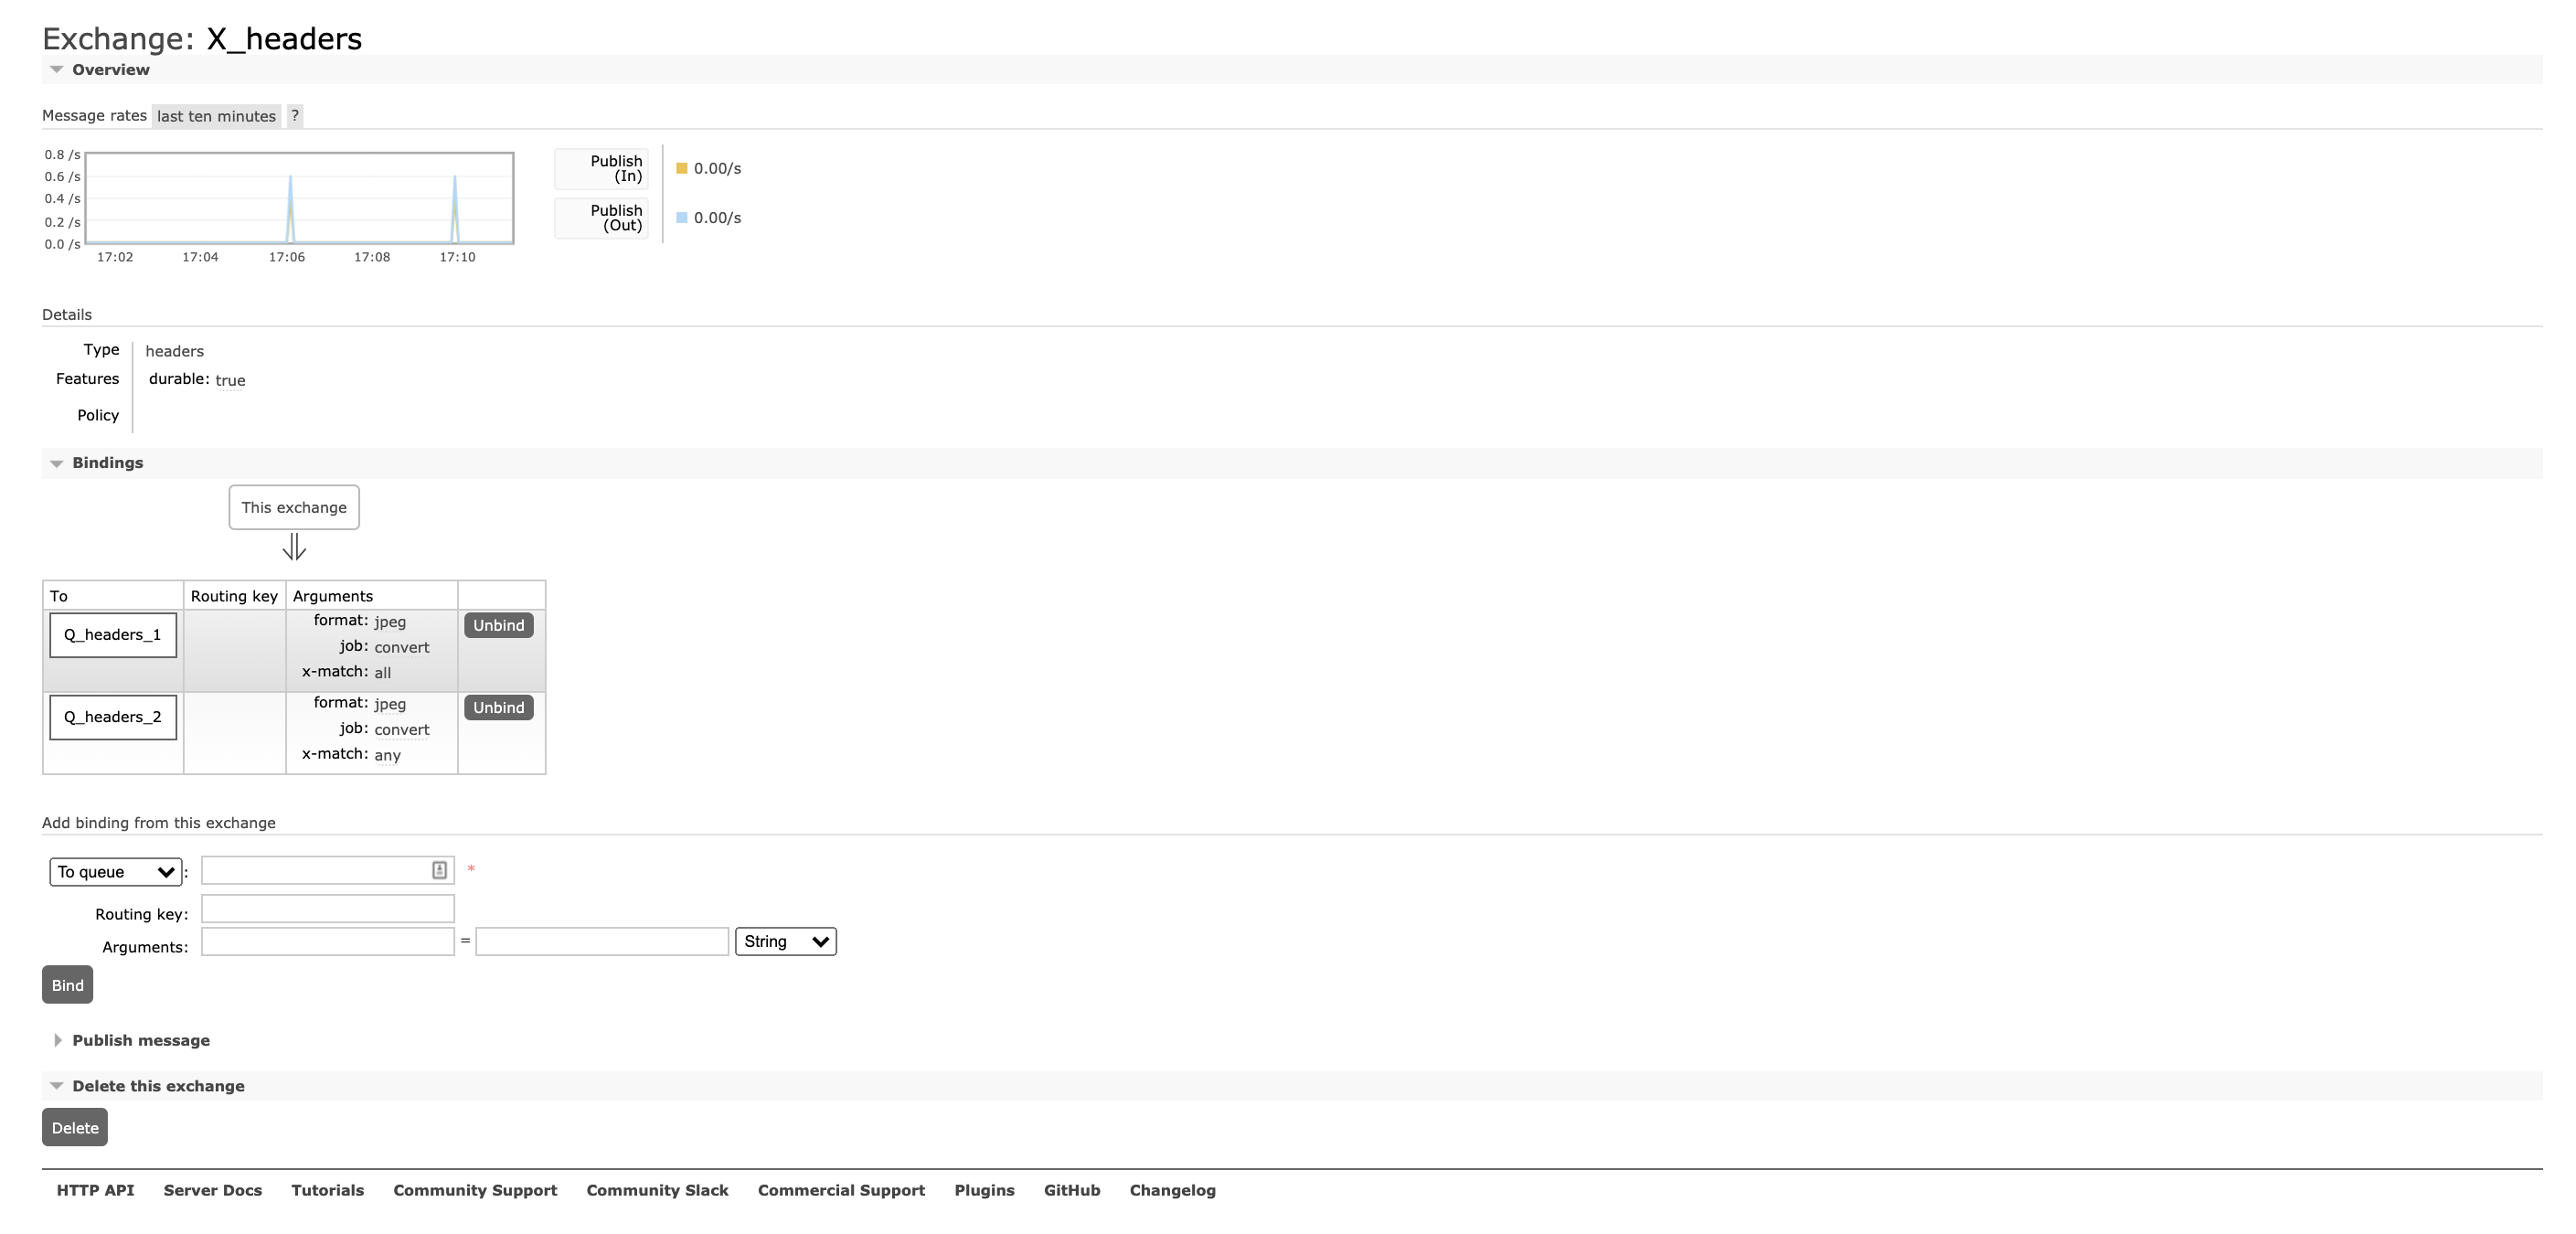 Exchange: X_headers
Overview
Message rates last ten minutes ?
0.8 /s
0.6 /s
0.4 /s
0.2 /s
0.0 /s
17:02 17:04 17:06 17:08 17:10
Publish
(In)
0.00/s
Publish
(Out)
0.00/s
Details
Type headers
Features durable: true
Policy
Bindings
This exchange
To Routing key Arguments
Q_headers_1 format: jpeg Unbind
job: convert
x-match: all
Q_headers_2 format: jpeg Unbind
job: convert
x-match: any
Add binding from this exchange
To queue : *
Routing key:
Arguments: = String
Bind
Publish message
Delete this exchange
Delete
HTTP API Server Docs Tutorials Community Support Community Slack Commercial Support Plugins GitHub Changelog